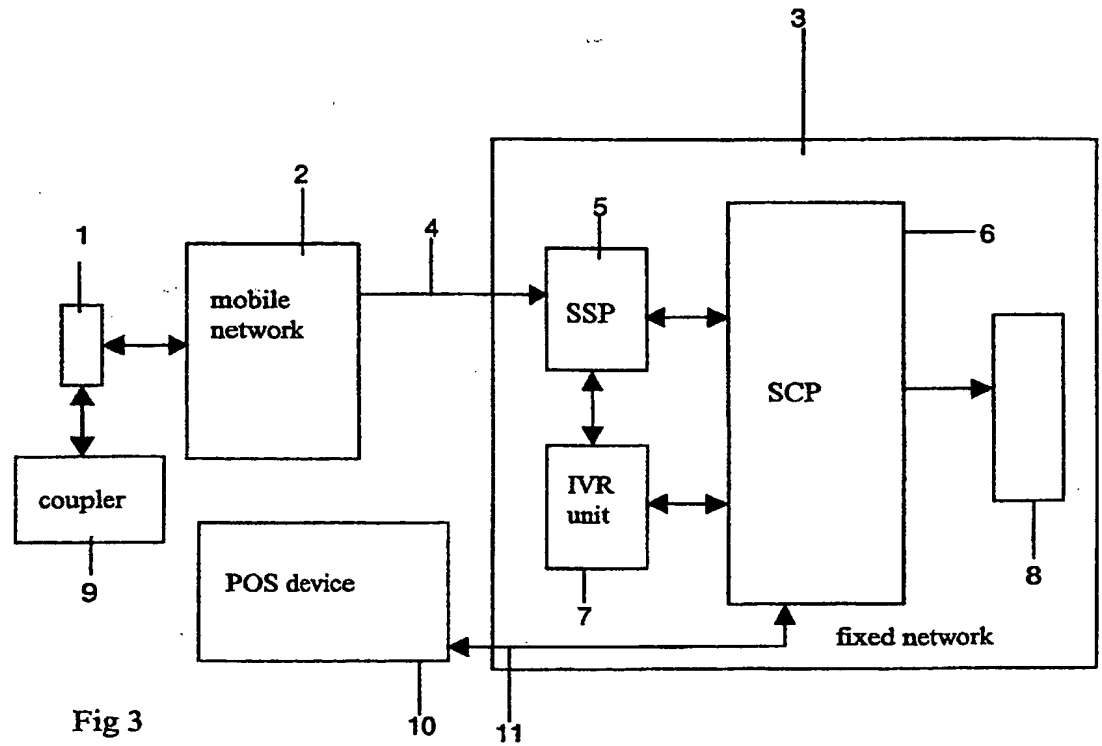 3
2
5
4
1
6
mobile
network
SSP
SCP
IVR
unit
coupler
POS device
9
7
8
fixed network
10
11
Fig 3